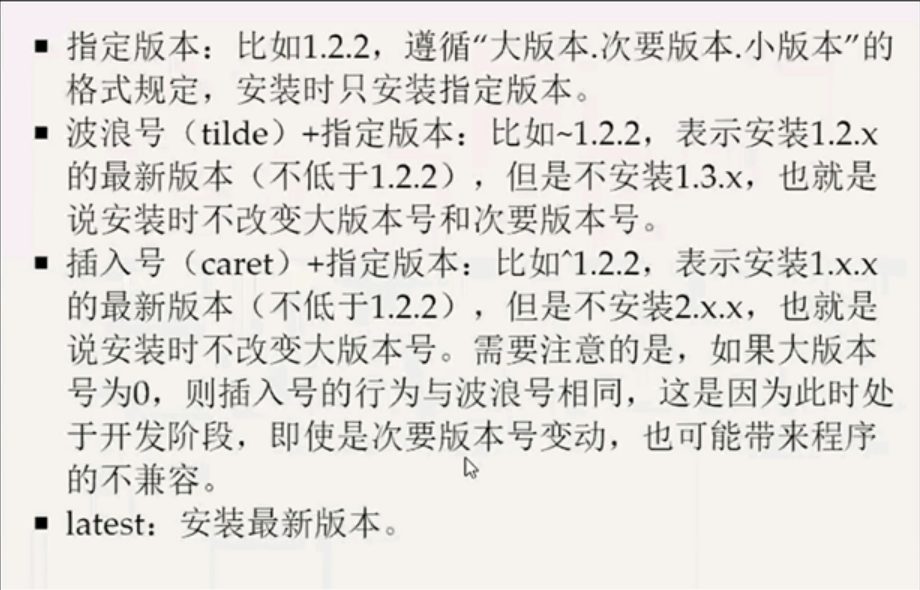 ▪ 指定版本：比如1.2.2，遵循“大版本.次要版本.小版本”的
格式规定，安装时只安装指定版本。
▪ 波浪号（tilde）+指定版本：比如~1.2.2，表示安装1.2.x
的最新版本（不低于1.2.2），但是不安装1.3.x，也就是
说安装时不改变大版本号和次要版本号。
▪ 插入号（caret）+指定版本：比如ˆ1.2.2，表示安装1.x.x
的最新版本（不低于1.2.2），但是不安装2.x.x，也就是
说安装时不改变大版本号。需要注意的是，如果大版本
号为0，则插入号的行为与波浪号相同，这是因为此时处
于开发阶段，即使是次要版本号变动，也可能带来程序
的不兼容。
▪ latest：安装最新版本。